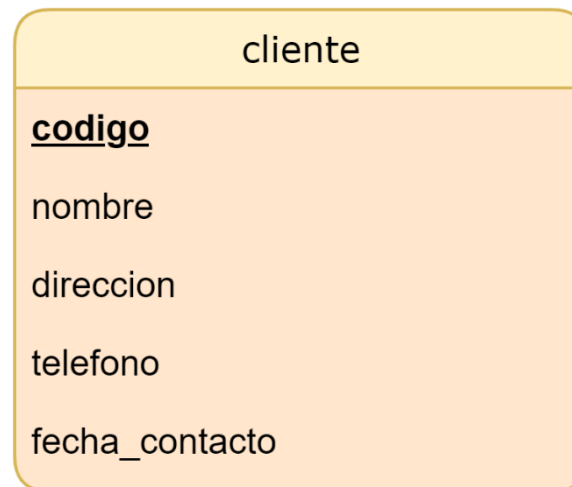 cliente
codigo
nombre
direccion
telefono
fecha_contacto